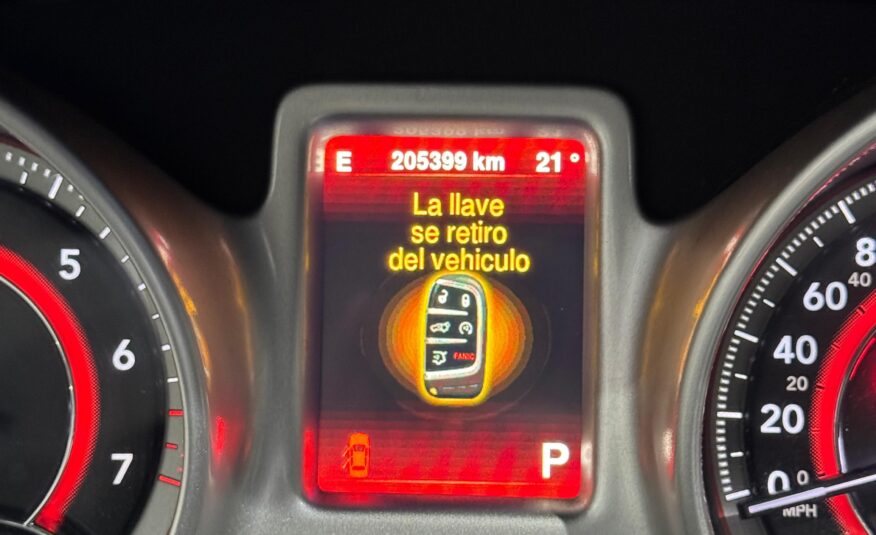 E 205399 km 21°
La llave
se retiro
del vehiculo
PANIC
P
5
6
7
8
60
40
40
20
20
0
0
MPH